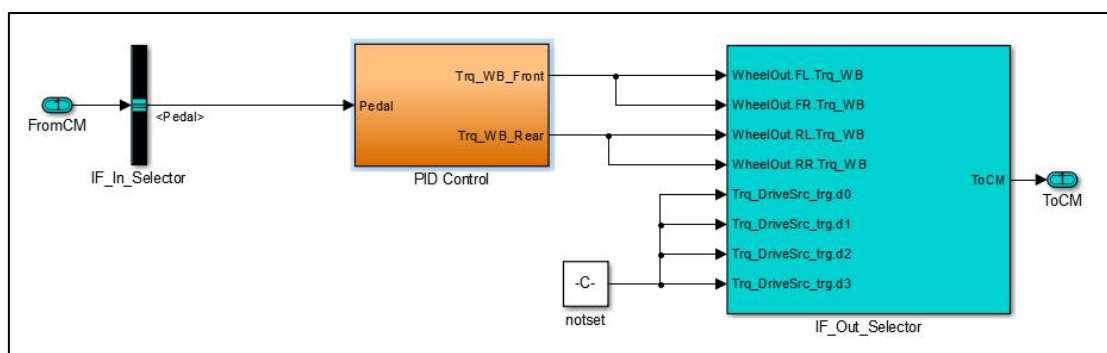 1
FromCM
<Pedal>
IF_In_Selector
Pedal
Trq_WB_Front
Trq_WB_Rear
PID Control
-C-
notset
WheelOut.FL.Trq_WB
WheelOut.FR.Trq_WB
WheelOut.RL.Trq_WB
WheelOut.RR.Trq_WB
Trq_DriveSrc_trg.d0
Trq_DriveSrc_trg.d1
Trq_DriveSrc_trg.d2
Trq_DriveSrc_trg.d3
ToCM
IF_Out_Selector
1
ToCM